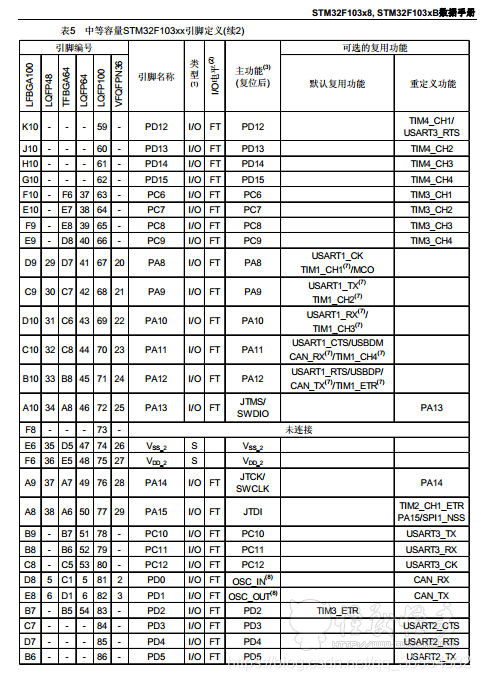 STM32F103x8, STM32F103xB数据手册
表5 中等容量STM32F103xx引脚定义(续2)
引脚编号 引脚名称 类型(1) I/O电平(2) 主功能(3) (复位后) 可选的复用功能
LFBGA100 LQFP48 TFBGA64 LQFP64 LQFP100 VFQFPN36 默认复用功能 重定义功能
K10 - - - 59 - PD12 I/O FT PD12 TIM4_CH1/
USART3_RTS
J10 - - - 60 - PD13 I/O FT PD13 TIM4_CH2
H10 - - - 61 - PD14 I/O FT PD14 TIM4_CH3
G10 - - - 62 - PD15 I/O FT PD15 TIM4_CH4
F10 - F6 37 63 - PC6 I/O FT PC6 TIM3_CH1
E10 - E7 38 64 - PC7 I/O FT PC7 TIM3_CH2
F9 - E8 39 65 - PC8 I/O FT PC8 TIM3_CH3
E9 - D8 40 66 - PC9 I/O FT PC9 TIM3_CH4
D9 29 D7 41 67 20 PA8 I/O FT PA8 USART1_CK
TIM1_CH1(7)/MCO
C9 30 C7 42 68 21 PA9 I/O FT PA9 USART1_TX(7)
TIM1_CH2(7)
D10 31 C6 43 69 22 PA10 I/O FT PA10 USART1_RX(7)/
TIM1_CH3(7)
C10 32 C8 44 70 23 PA11 I/O FT PA11 USART1_CTS/USBDM
CAN_RX(7)/TIM1_CH4(7)
B10 33 B8 45 71 24 PA12 I/O FT PA12 USART1_RTS/USBDP/
CAN_TX(7)/TIM1_ETR(7)
A10 34 A8 46 72 25 PA13 I/O FT JTMS/
SWDIO PA13
F8 - - - 73 - 未连接
E6 35 D5 47 74 26 VSS_2 S VSS_2
F6 36 E5 48 75 27 VDD_2 S VDD_2
A9 37 A7 49 76 28 PA14 I/O FT JTCK/
SWCLK PA14
A8 38 A6 50 77 29 PA15 I/O FT JTDI TIM2_CH1_ETR
PA15/SPI1_NSS
B9 - B7 51 78 - PC10 I/O FT PC10 USART3_TX
B8 - B6 52 79 - PC11 I/O FT PC11 USART3_RX
C8 - C5 53 80 - PC12 I/O FT PC12 USART3_CK
D8 5 C1 5 81 2 PD0 I/O FT OSC_IN(8) CAN_RX
E8 6 D1 6 82 3 PD1 I/O FT OSC_OUT(8) CAN_TX
B7 - B5 54 83 - PD2 I/O FT PD2 TIM3_ETR
C7 - - - 84 - PD3 I/O FT PD3 USART2_CTS
D7 - - - 85 - PD4 I/O FT PD4 USART2_RTS
B6 - - - 86 - PD5 I/O FT PD5 USART2_TX